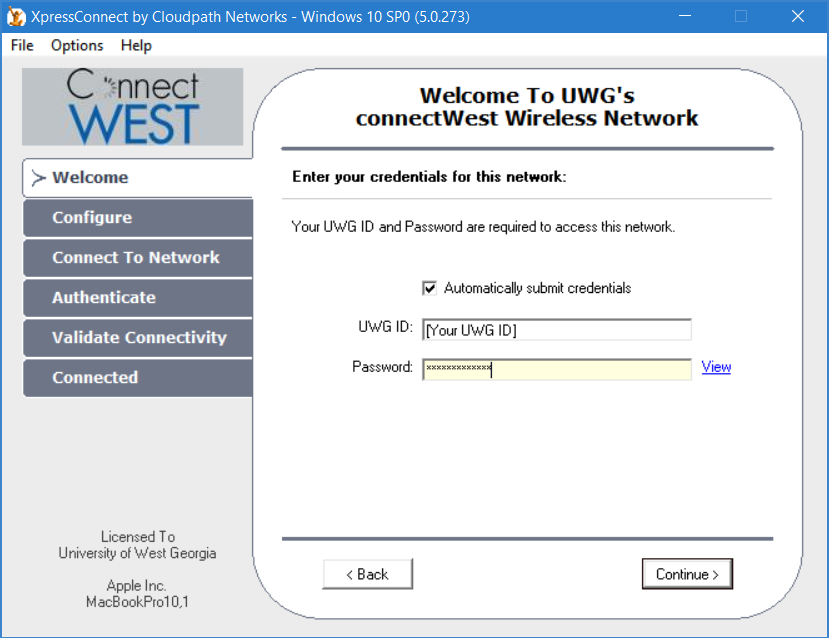 XpressConnect by Cloudpath Networks - Windows 10 SP0 (5.0.273)
File Options Help
Connect
WEST
Welcome
Configure
Connect To Network
Authenticate
Validate Connectivity
Connected
Licensed To
University of West Georgia
Apple Inc.
MacBookPro10,1
Welcome To UWG's
connectWest Wireless Network
Enter your credentials for this network:
Your UWG ID and Password are required to access this network.
Automatically submit credentials
UWG ID: [Your UWG ID]
Password: ************* View
< Back Continue >